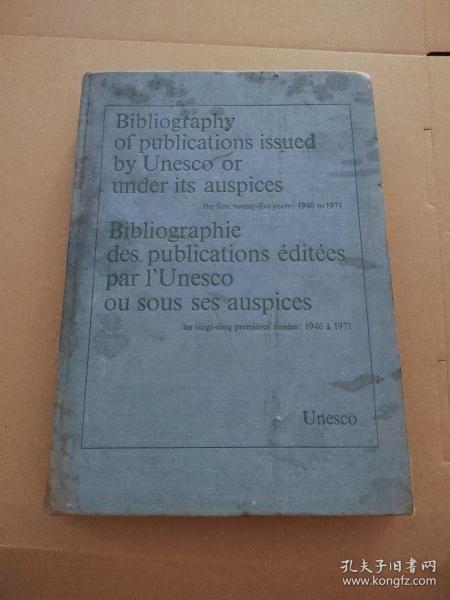 Bibliography
of publications issued
by Unesco or
under its auspices
the first twenty-five years: 1946 to 1971
Bibliographie
des publications éditées
par l'Unesco
ou sous ses auspices
les vingt-cinq premières années: 1946 à 1971
Unesco
孔夫子旧书网
www.kongfz.com